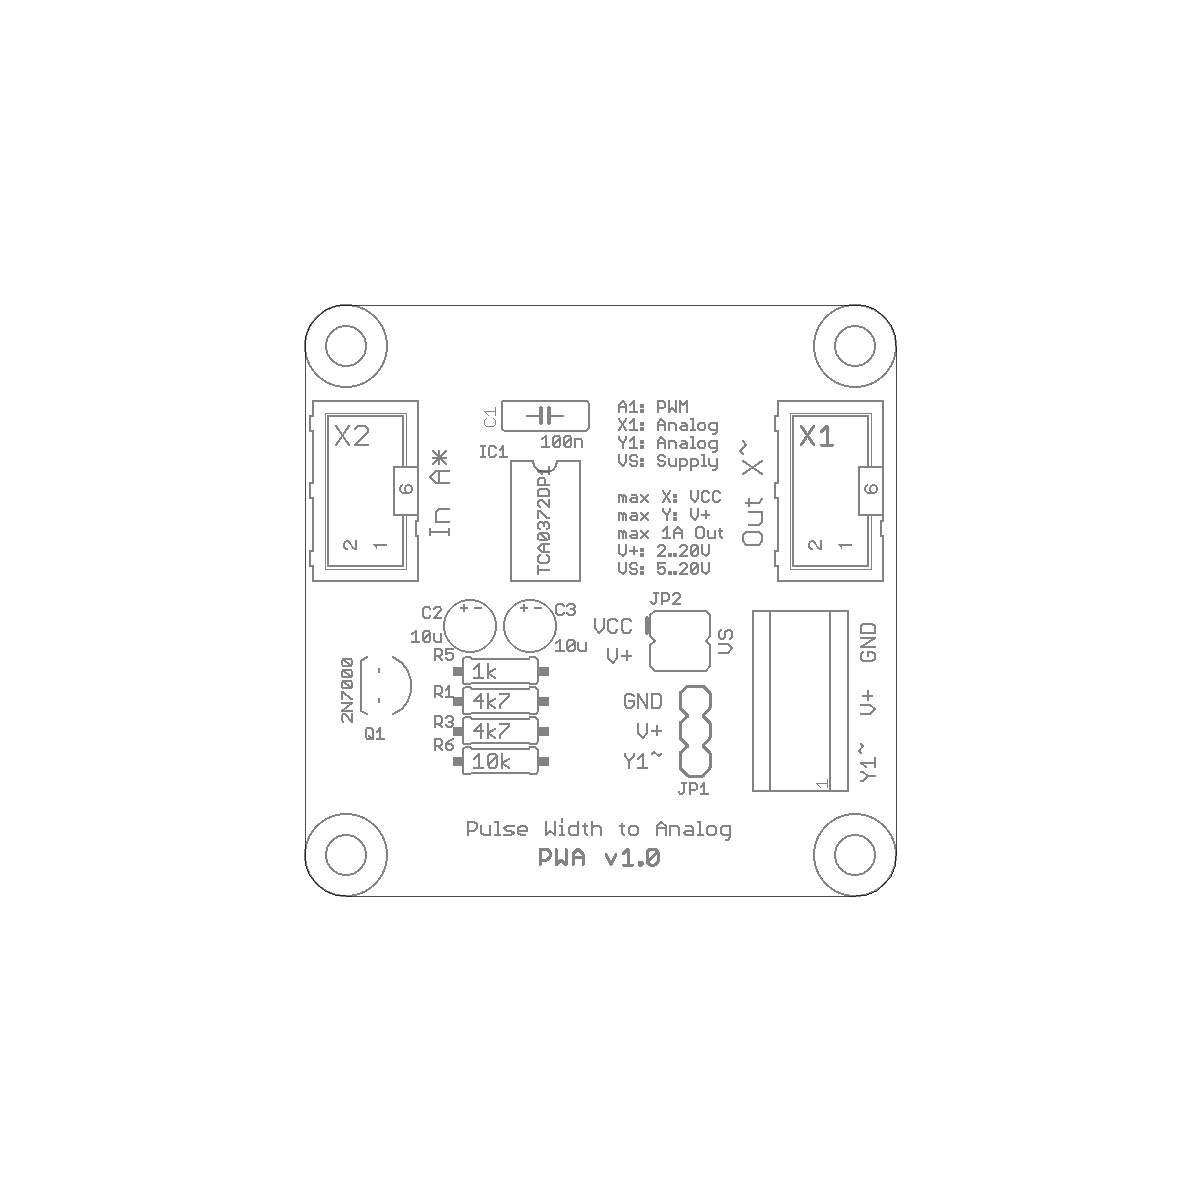 C1
100n
IC1
TCA0372DP1
A1: PWM
X1: Analog
Y1: Analog
VS: Supply
max X: VCC
max Y: V+
max 1A Out
V+: 2..20V
VS: 5..20V
X2
6
2 1
In A*
X1
6
2 1
Out X~
C2
10u
C3
10u
JP2
VCC
V+
VS
R5
1k
R1
4k7
R3
4k7
R6
10k
2N7000
Q1
GND
V+
Y1~
JP1
1
GND
V+
Y1~
Pulse Width to Analog
PWA v1.0